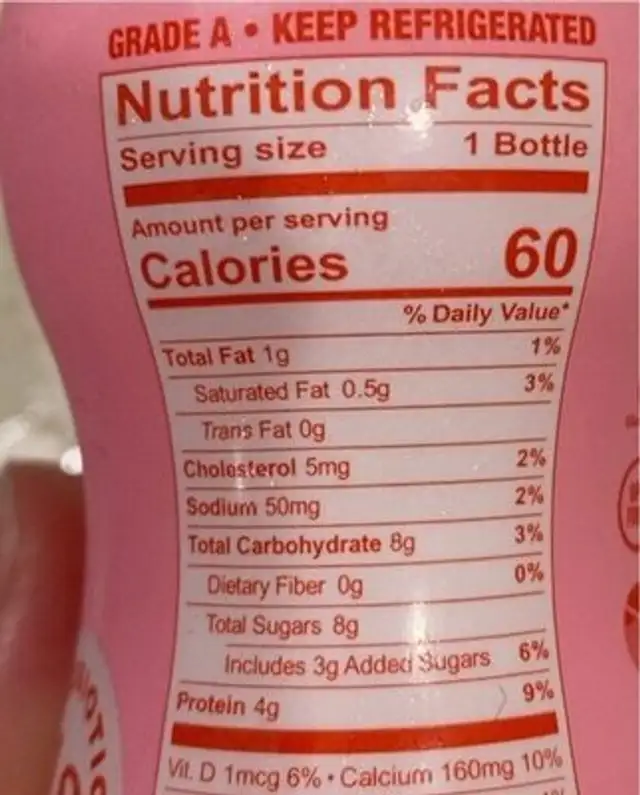 GRADE A • KEEP REFRIGERATED
Nutrition Facts
Serving size 1 Bottle
Amount per serving
Calories 60
% Daily Value*
Total Fat 1g 1%
Saturated Fat 0.5g 3%
Trans Fat 0g
Cholesterol 5mg 2%
Sodium 50mg 2%
Total Carbohydrate 8g 3%
Dietary Fiber 0g 0%
Total Sugars 8g
Includes 3g Added Sugars 6%
Protein 4g 9%
Vit. D 1mcg 6% • Calcium 160mg 10%